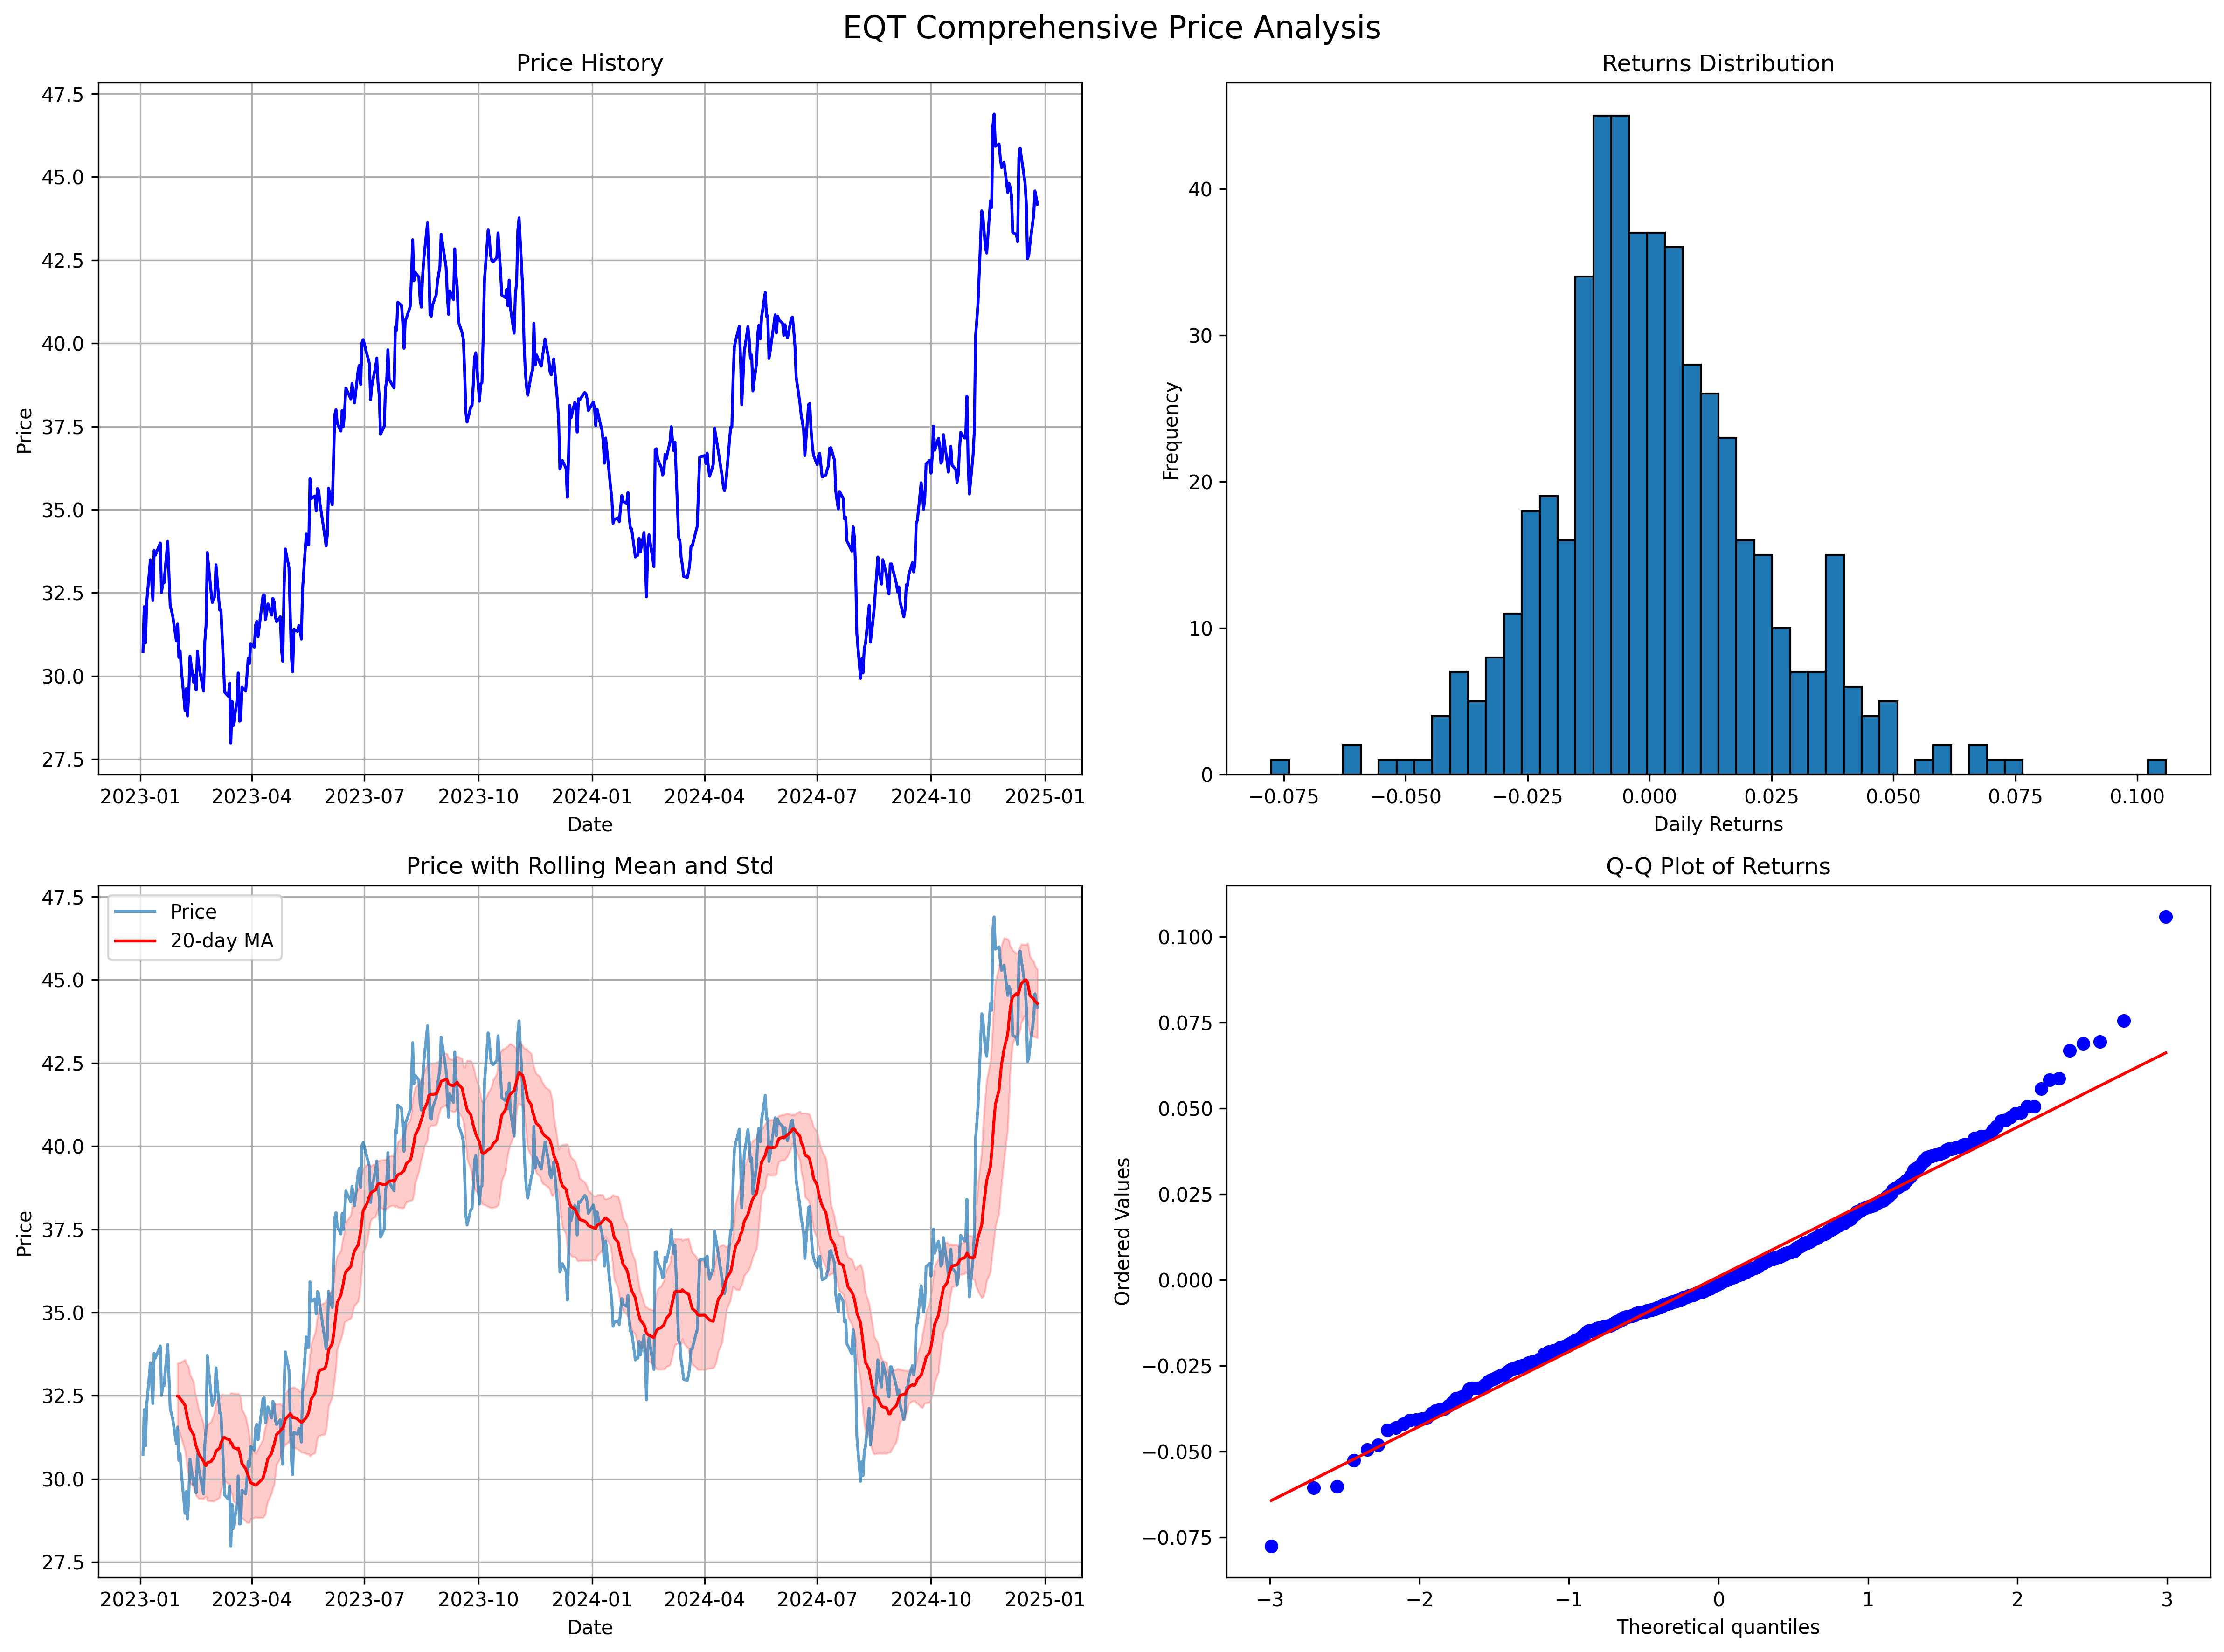 EQT Comprehensive Price Analysis
Price History
Price
47.5
45.0
42.5
40.0
37.5
35.0
32.5
30.0
27.5
2023-01 2023-04 2023-07 2023-10 2024-01 2024-04 2024-07 2024-10 2025-01
Date
Returns Distribution
Frequency
40
30
20
10
0
−0.075 −0.050 −0.025 0.000 0.025 0.050 0.075 0.100
Daily Returns
Price with Rolling Mean and Std
Price
20-day MA
Price
47.5
45.0
42.5
40.0
37.5
35.0
32.5
30.0
27.5
2023-01 2023-04 2023-07 2023-10 2024-01 2024-04 2024-07 2024-10 2025-01
Date
Q-Q Plot of Returns
Ordered Values
0.100
0.075
0.050
0.025
0.000
−0.025
−0.050
−0.075
−3 −2 −1 0 1 2 3
Theoretical quantiles